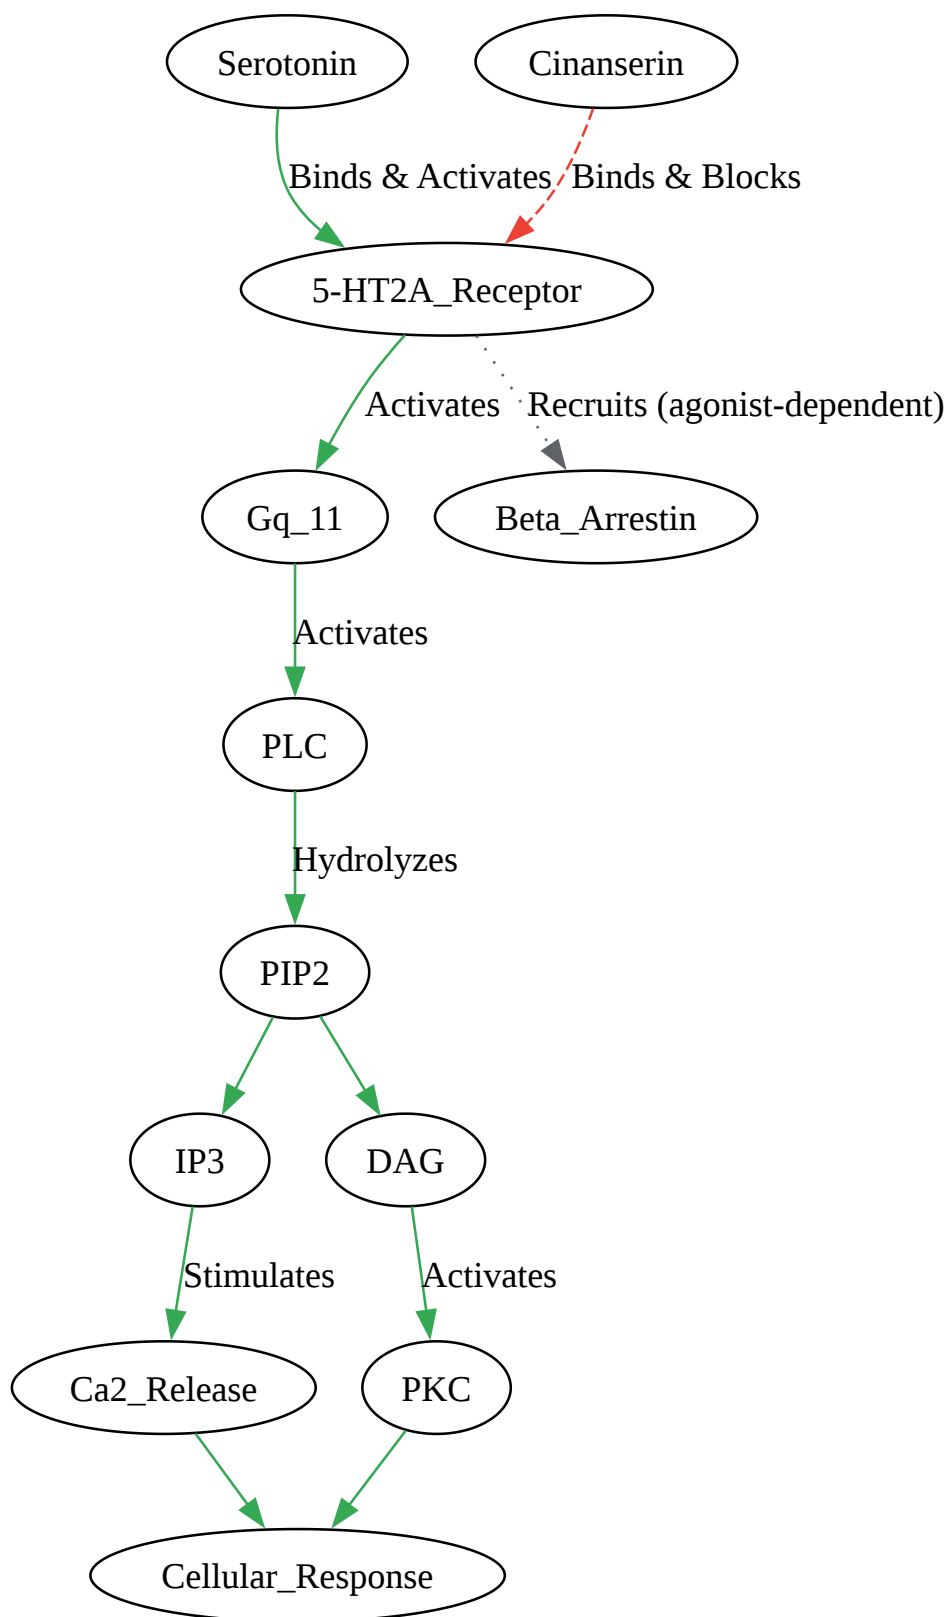 Serotonin
Cinanserin
Binds & Activates
Binds & Blocks
5-HT2A_Receptor
Activates
Recruits (agonist-dependent)
Gq_11
Beta_Arrestin
Activates
PLC
Hydrolyzes
PIP2
IP3
DAG
Stimulates
Activates
Ca2_Release
PKC
Cellular_Response